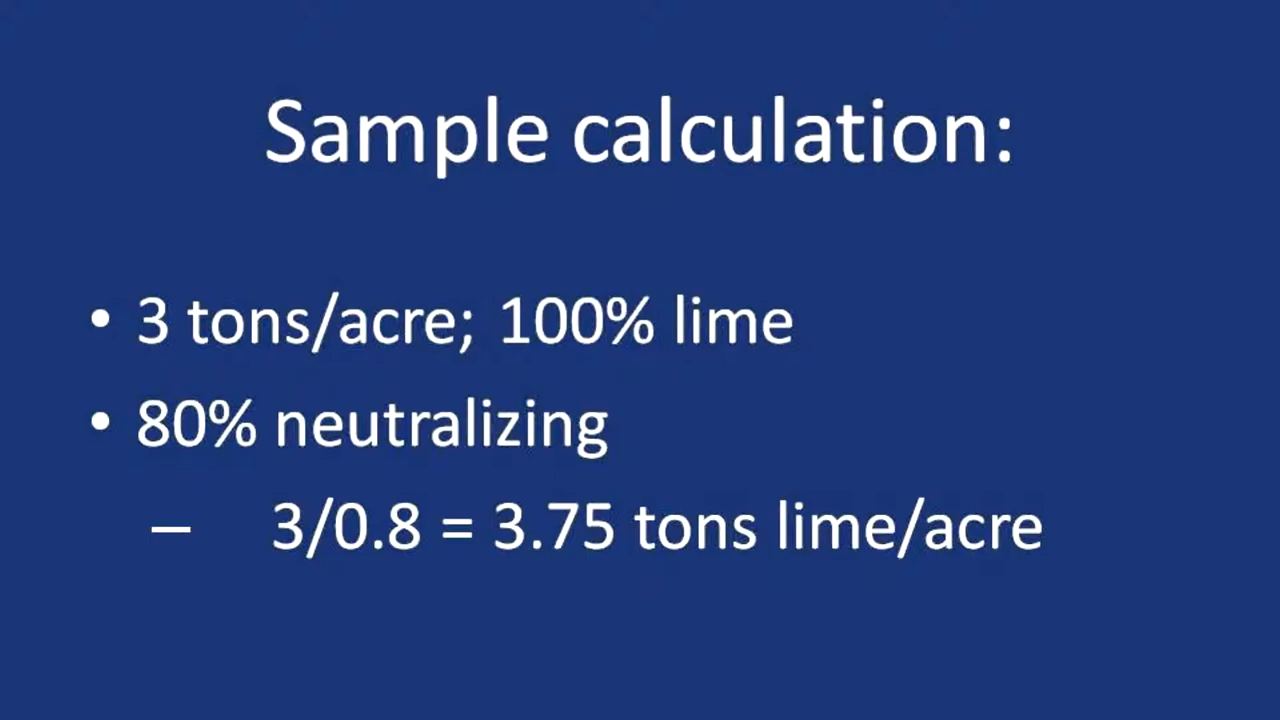 Sample calculation:
• 3 tons/acre; 100% lime
• 80% neutralizing
– 3/0.8 = 3.75 tons lime/acre